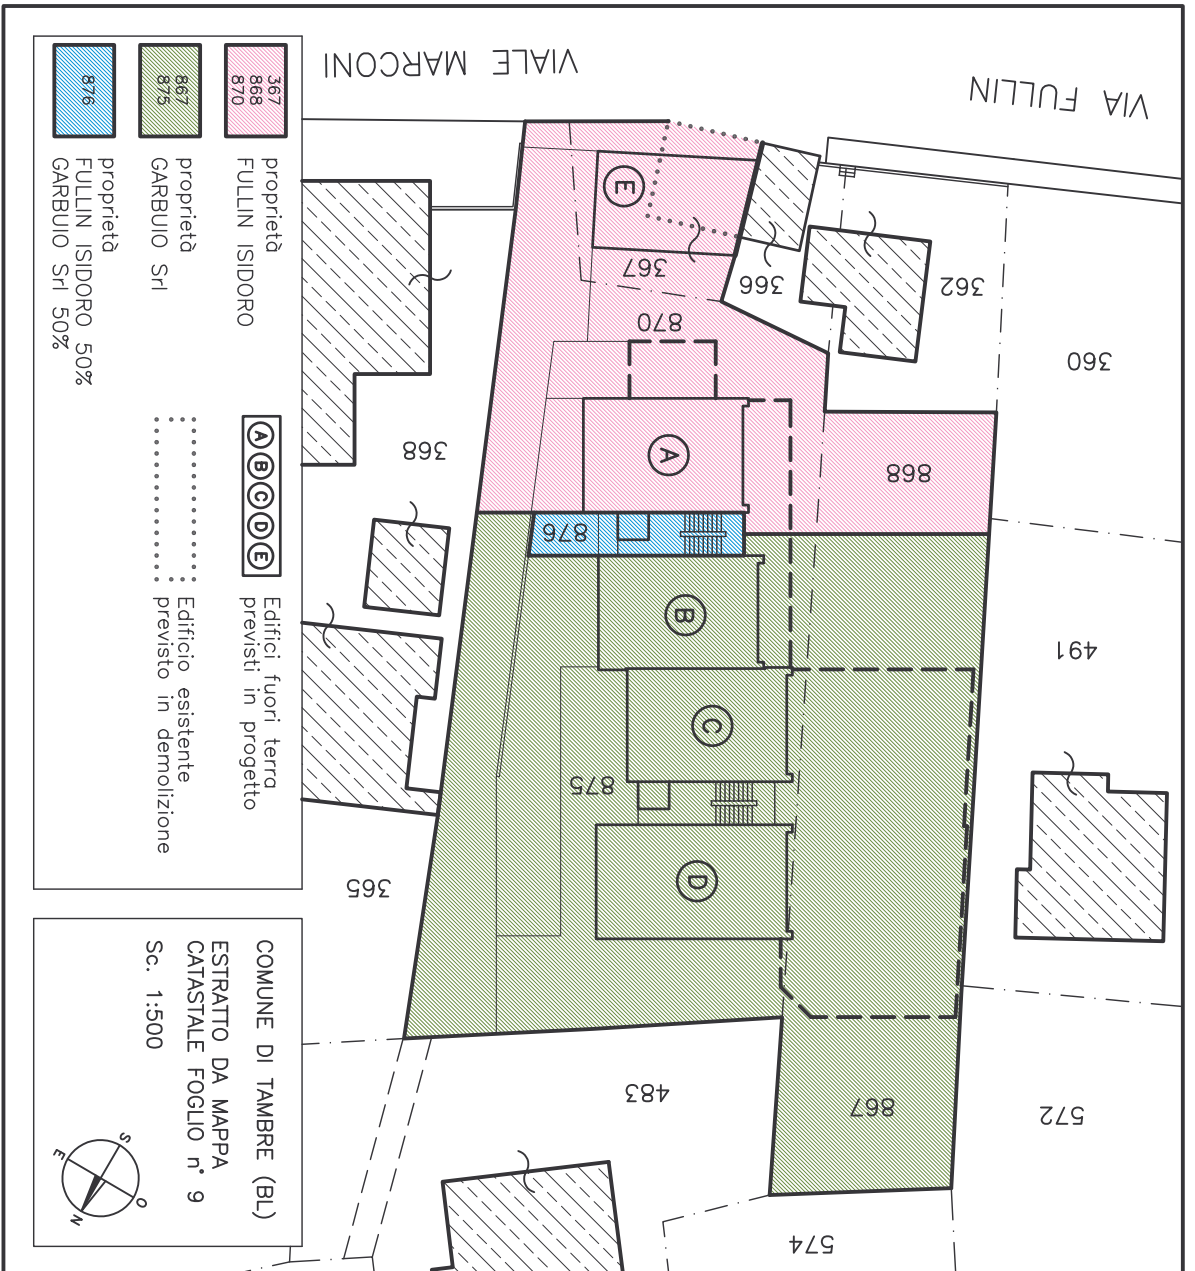 VIALE MARCONI
VIA FULLIN
367
868
870
proprietà
FULLIN ISIDORO
867
875
proprietà
GARBUIO Srl
876
proprietà
FULLIN ISIDORO 50%
GARBUIO Srl 50%
A B C D E
Edifici fuori terra
previsti in progetto
Edificio esistente
previsto in demolizione
COMUNE DI TAMBRE (BL)
ESTRATTO DA MAPPA
CATASTALE FOGLIO n° 9
Sc. 1:500
S
E
O
N
E
367
366
362
360
870
A
368
868
876
B
491
C
875
D
365
483
867
572
574